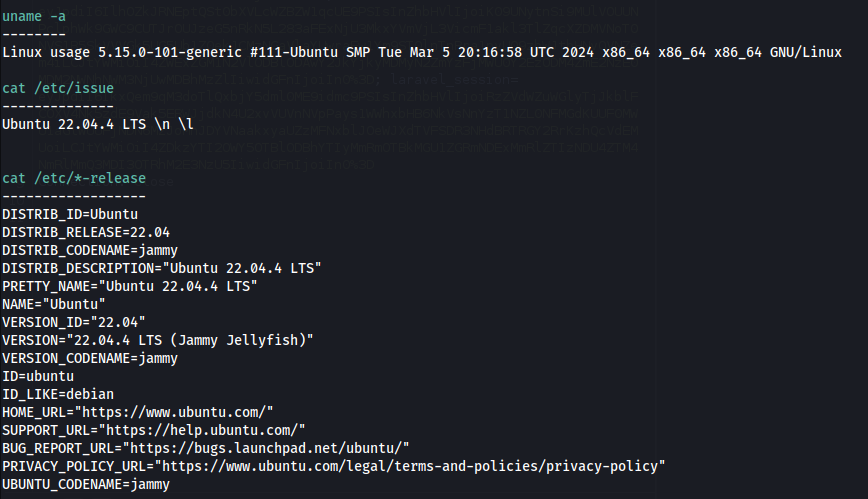 uname -a
--------
Linux usage 5.15.0-101-generic #111-Ubuntu SMP Tue Mar 5 20:16:58 UTC 2024 x86_64 x86_64 x86_64 GNU/Linux
cat /etc/issue
--------------
Ubuntu 22.04.4 LTS \n \l
cat /etc/*-release
------------------
DISTRIB_ID=Ubuntu
DISTRIB_RELEASE=22.04
DISTRIB_CODENAME=jammy
DISTRIB_DESCRIPTION="Ubuntu 22.04.4 LTS"
PRETTY_NAME="Ubuntu 22.04.4 LTS"
NAME="Ubuntu"
VERSION_ID="22.04"
VERSION="22.04.4 LTS (Jammy Jellyfish)"
VERSION_CODENAME=jammy
ID=ubuntu
ID_LIKE=debian
HOME_URL="https://www.ubuntu.com/"
SUPPORT_URL="https://help.ubuntu.com/"
BUG_REPORT_URL="https://bugs.launchpad.net/ubuntu/"
PRIVACY_POLICY_URL="https://www.ubuntu.com/legal/terms-and-policies/privacy-policy"
UBUNTU_CODENAME=jammy